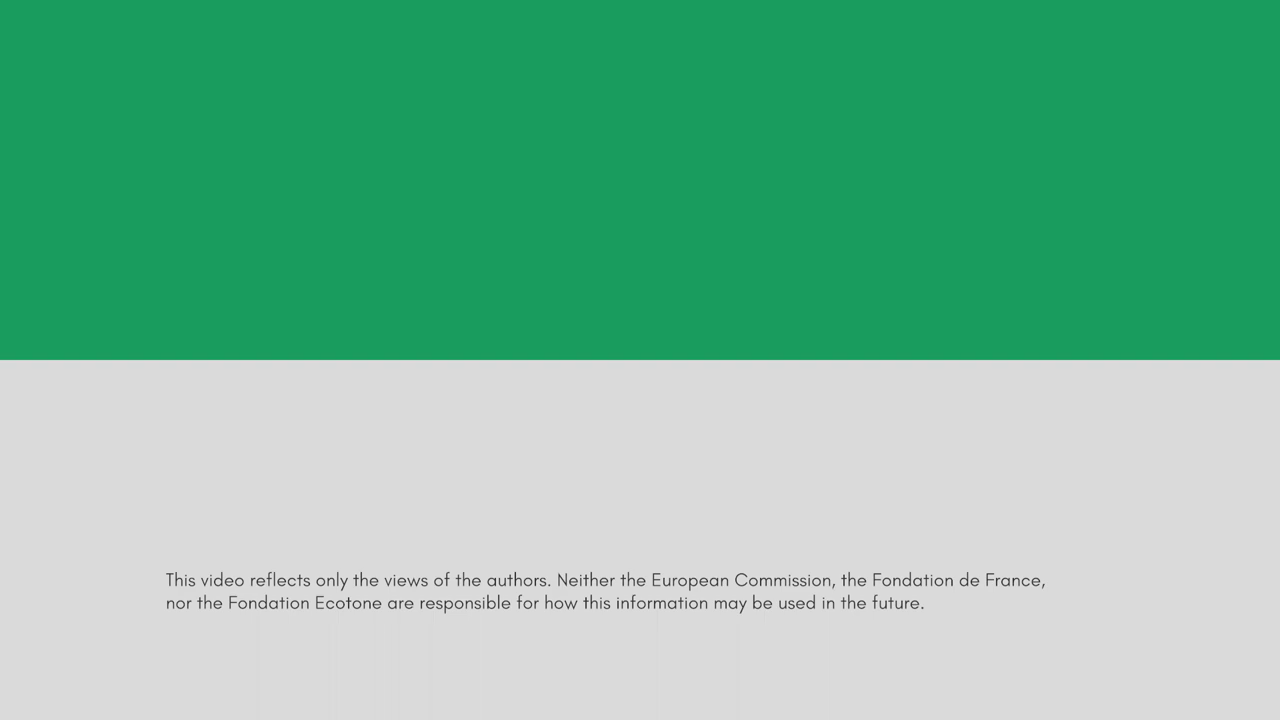 This video reflects only the views of the authors. Neither the European Commission, the Fondation de France,
nor the Fondation Ecotone are responsible for how this information may be used in the future.